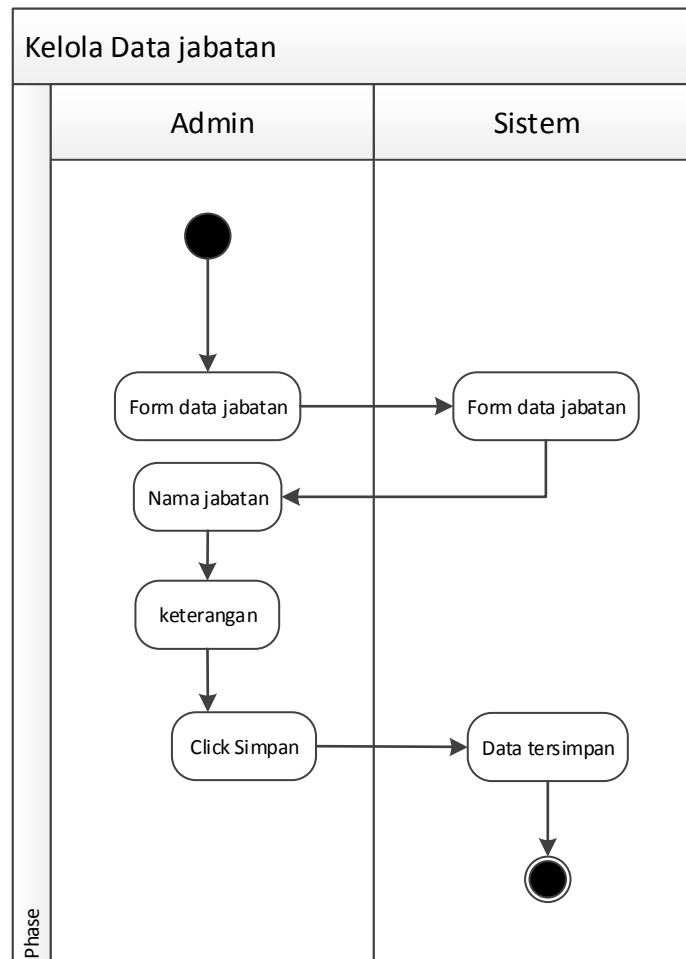 Kelola Data jabatan
Admin
Sistem
Form data jabatan
Form data jabatan
Nama jabatan
keterangan
Click Simpan
Data tersimpan
Phase